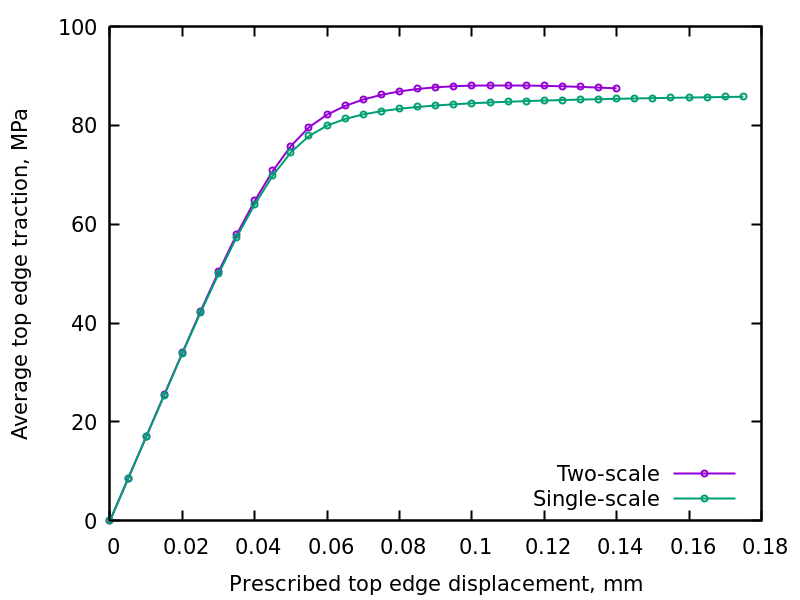 100
80
60
40
20
0
Average top edge traction, MPa
Two-scale
Single-scale
0 0.02 0.04 0.06 0.08 0.1 0.12 0.14 0.16 0.18
Prescribed top edge displacement, mm